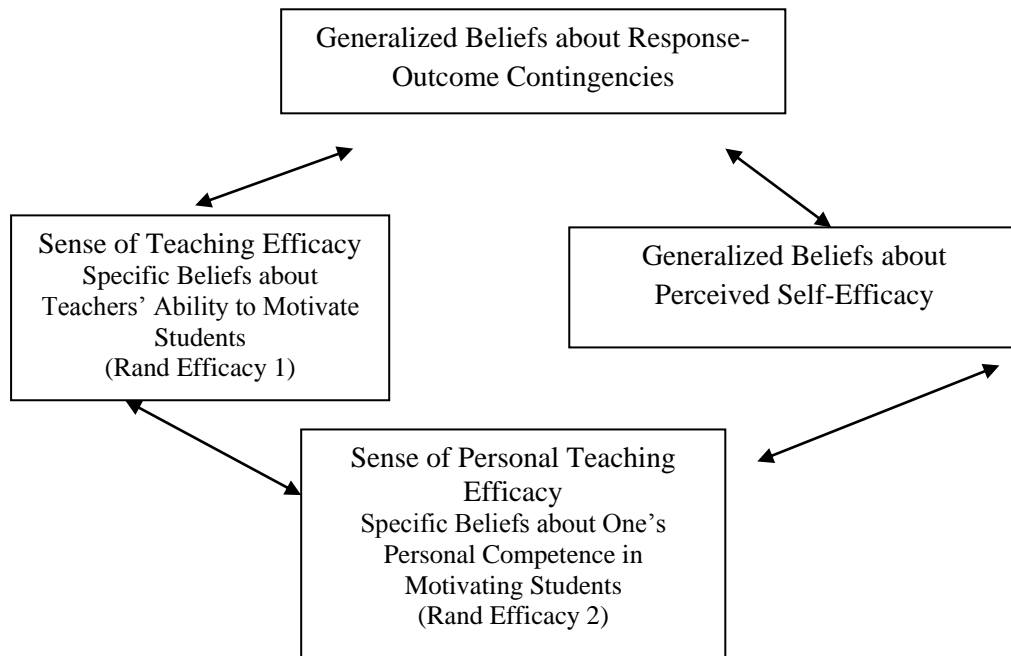 Generalized Beliefs about Response-
Outcome Contingencies
Sense of Teaching Efficacy
Specific Beliefs about
Teachers’ Ability to Motivate
Students
(Rand Efficacy 1)
Generalized Beliefs about
Perceived Self-Efficacy
Sense of Personal Teaching
Efficacy
Specific Beliefs about One’s
Personal Competence in
Motivating Students
(Rand Efficacy 2)